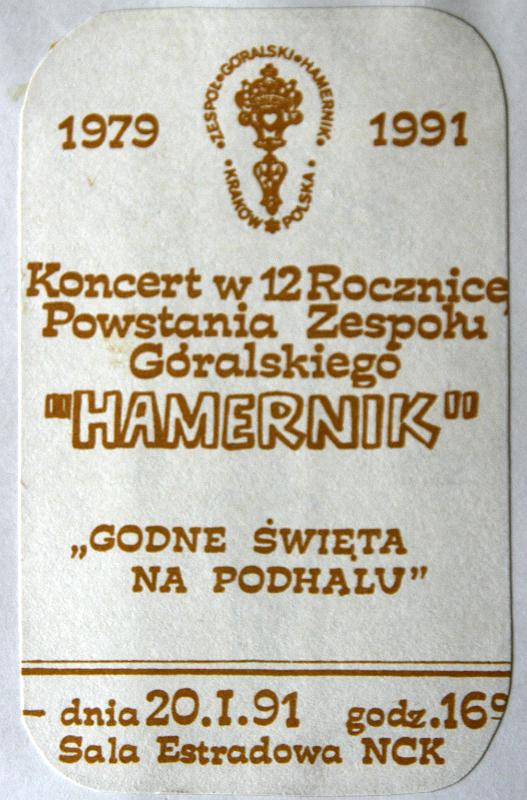 1979
ZESPÓŁ•GÓRALSKI•HAMERNIK•
•KRAKÓW POLSKA•
1991
Koncert w 12 Rocznicę
Powstania Zespołu
Góralskiego
"HAMERNIK"
„GODNE ŚWIĘTA
NA PODHALU”
– dnia 20.I.91 godz. 16⁰
Sala Estradowa NCK